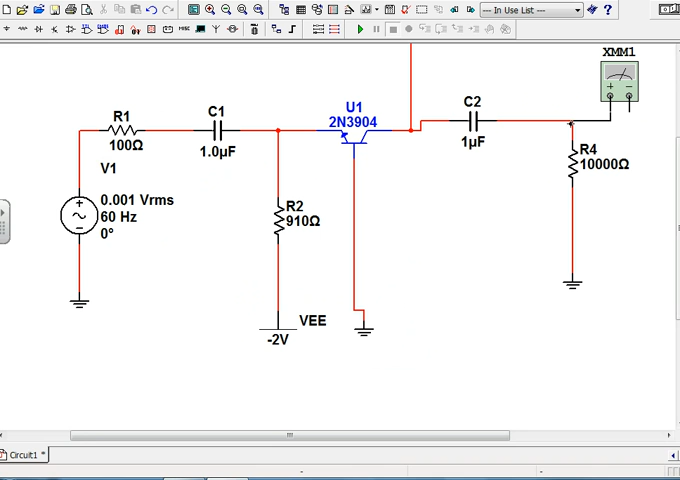 --- In Use List ---
XMM1
R1
100Ω
C1
1.0µF
U1
2N3904
C2
1µF
R4
10000Ω
V1
0.001 Vrms
60 Hz
0°
R2
910Ω
VEE
-2V
Circuit1 *